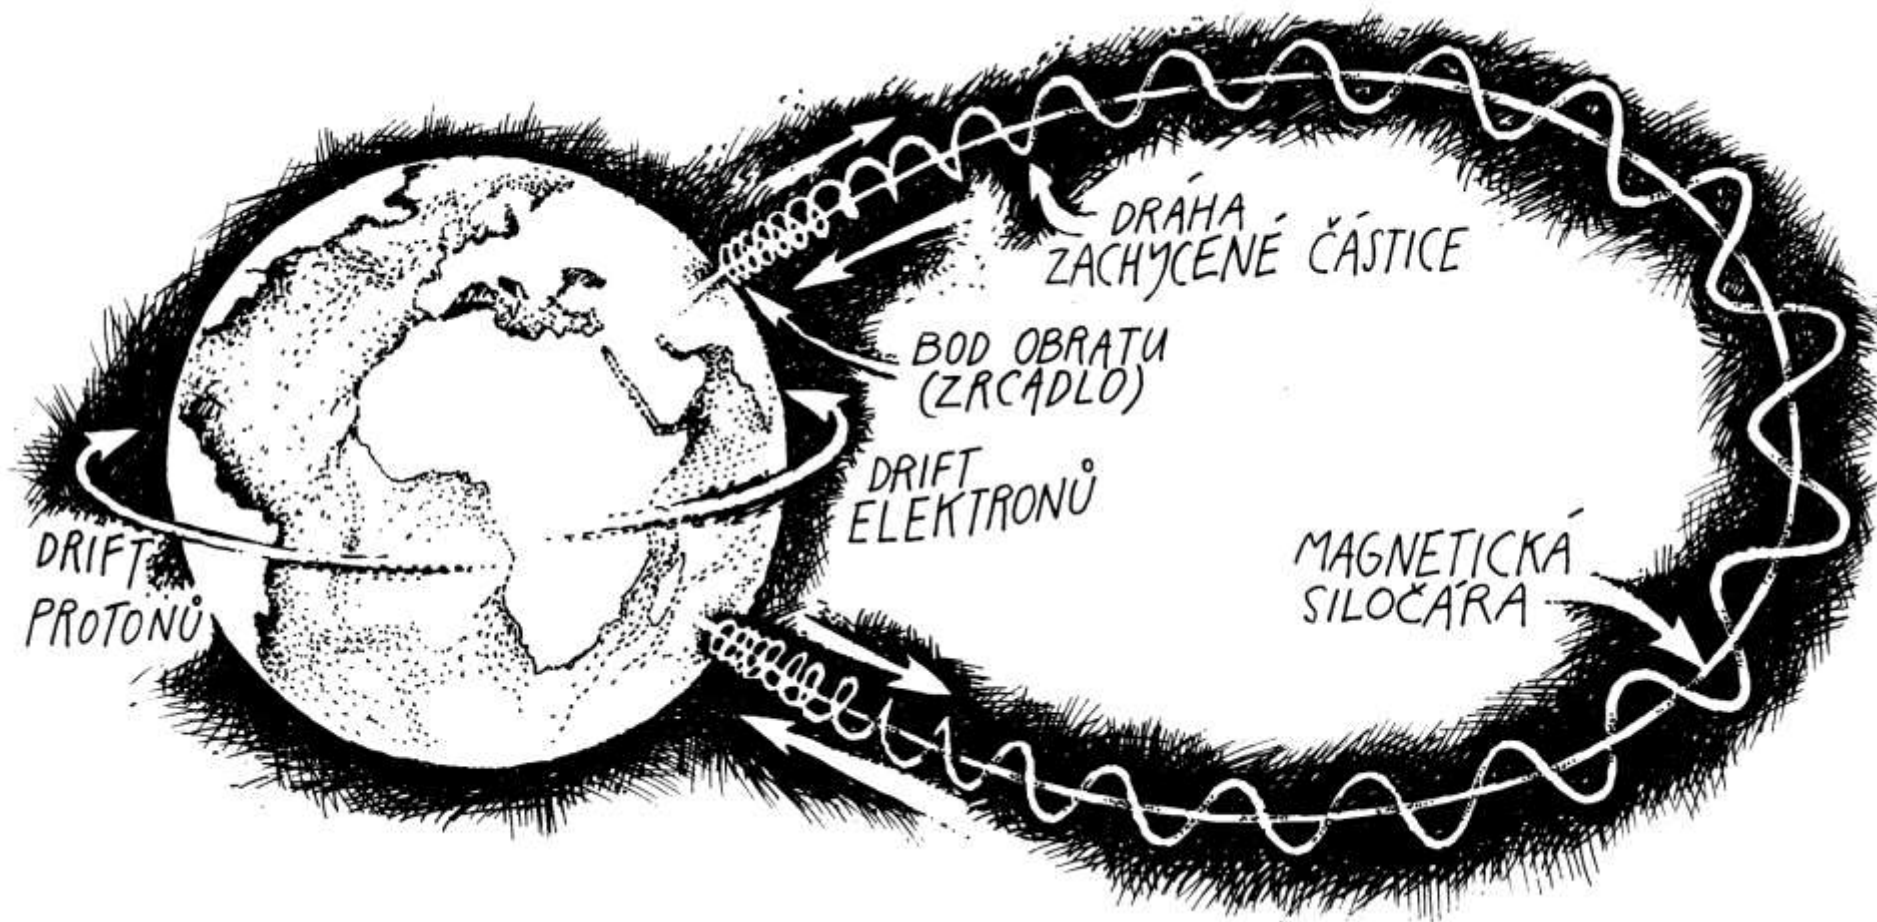 DRÁHA
ZACHYCENÉ ČÁSTICE
BOD OBRATU
(ZRCADLO)
DRIFT
ELEKTRONŮ
DRIFT
PROTONŮ
MAGNETICKÁ
SILOČÁRA